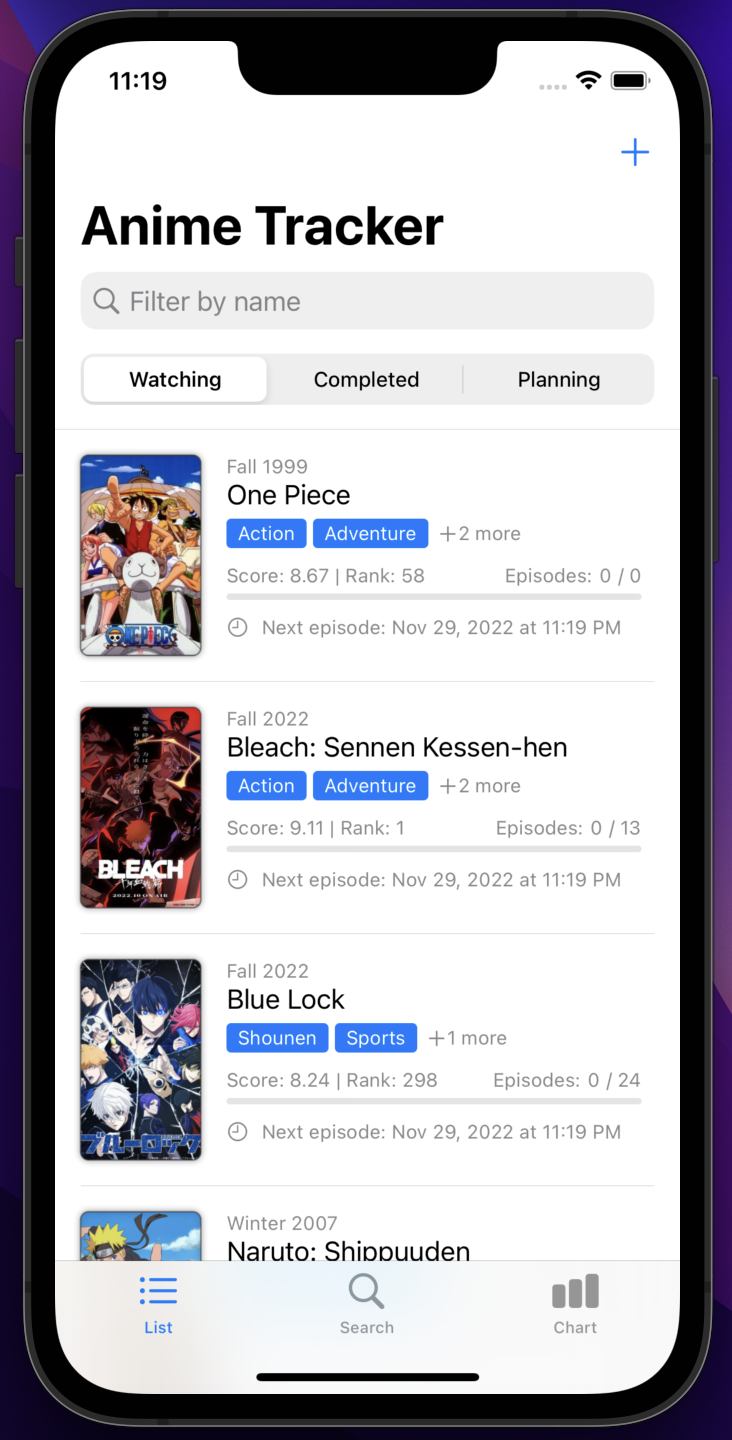 11:19
Anime Tracker
Filter by name
Watching Completed Planning
Fall 1999
One Piece
Action Adventure +2 more
Score: 8.67 | Rank: 58 Episodes: 0 / 0
Next episode: Nov 29, 2022 at 11:19 PM
ONE PIECE
Fall 2022
Bleach: Sennen Kessen-hen
Action Adventure +2 more
Score: 9.11 | Rank: 1 Episodes: 0 / 13
Next episode: Nov 29, 2022 at 11:19 PM
BLEACH
2022.10 ON AIR
Fall 2022
Blue Lock
Shounen Sports +1 more
Score: 8.24 | Rank: 298 Episodes: 0 / 24
Next episode: Nov 29, 2022 at 11:19 PM
ブルーロック
Winter 2007
Naruto: Shippuuden
List Search Chart